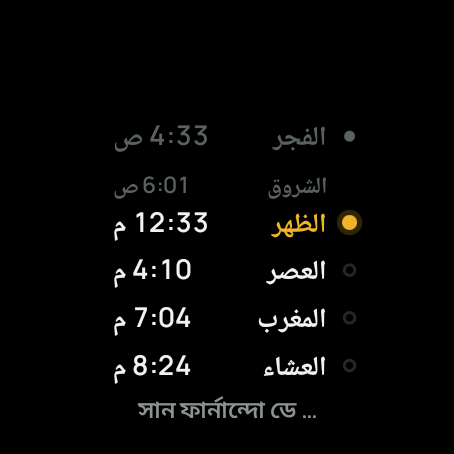 الفجر 4:33 ص
الشروق 6:01 ص
الظهر 12:33 م
العصر 4:10 م
المغرب 7:04 م
العشاء 8:24 م
সান ফার্নান্দো ডে ...